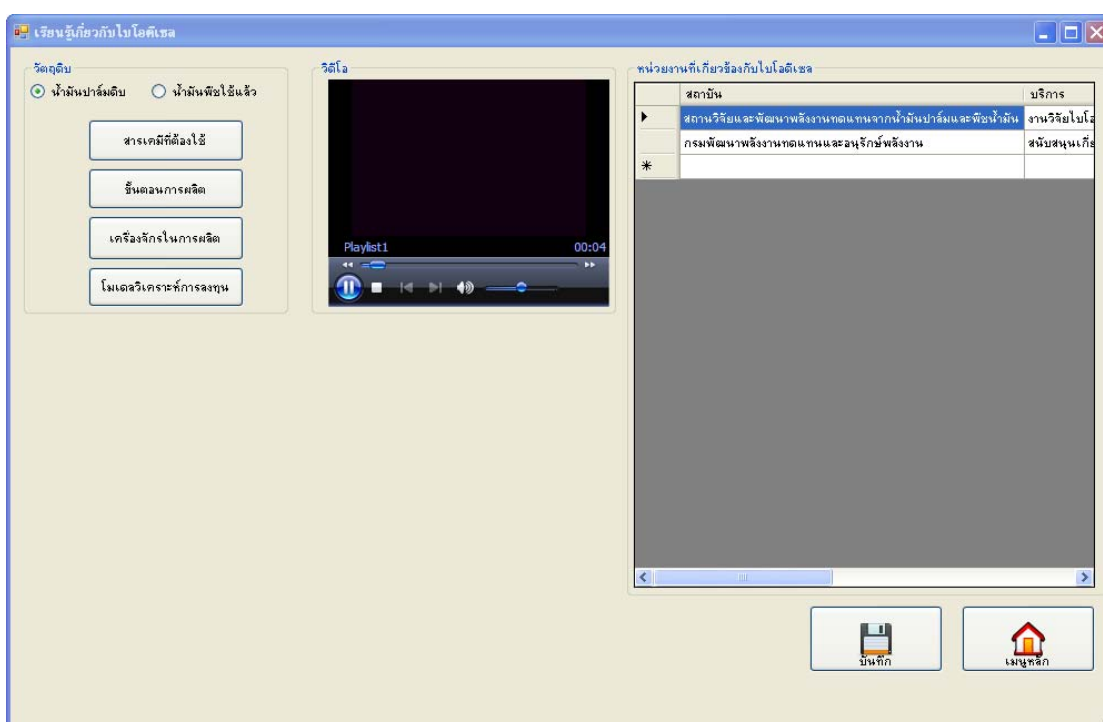 เรียนรู้เกี่ยวกับไบโอดีเซล
วัตถุดิบ
น้ำมันปาล์มดิบ น้ำมันพืชใช้แล้ว
สารเคมีที่ต้องใช้
ขั้นตอนการผลิต
เครื่องจักรในการผลิต
โมเดลวิเคราะห์การลงทุน
วิดีโอ
Playlist1 00:04
หน่วยงานที่เกี่ยวข้องกับไบโอดีเซล
สถาบัน บริการ
สถานวิจัยและพัฒนาพลังงานทดแทนจากน้ำมันปาล์มและพืชน้ำมัน งานวิจัยไบโอ
กรมพัฒนาพลังงานทดแทนและอนุรักษ์พลังงาน สนับสนุนเกี่ย
บันทึก เมนูหลัก